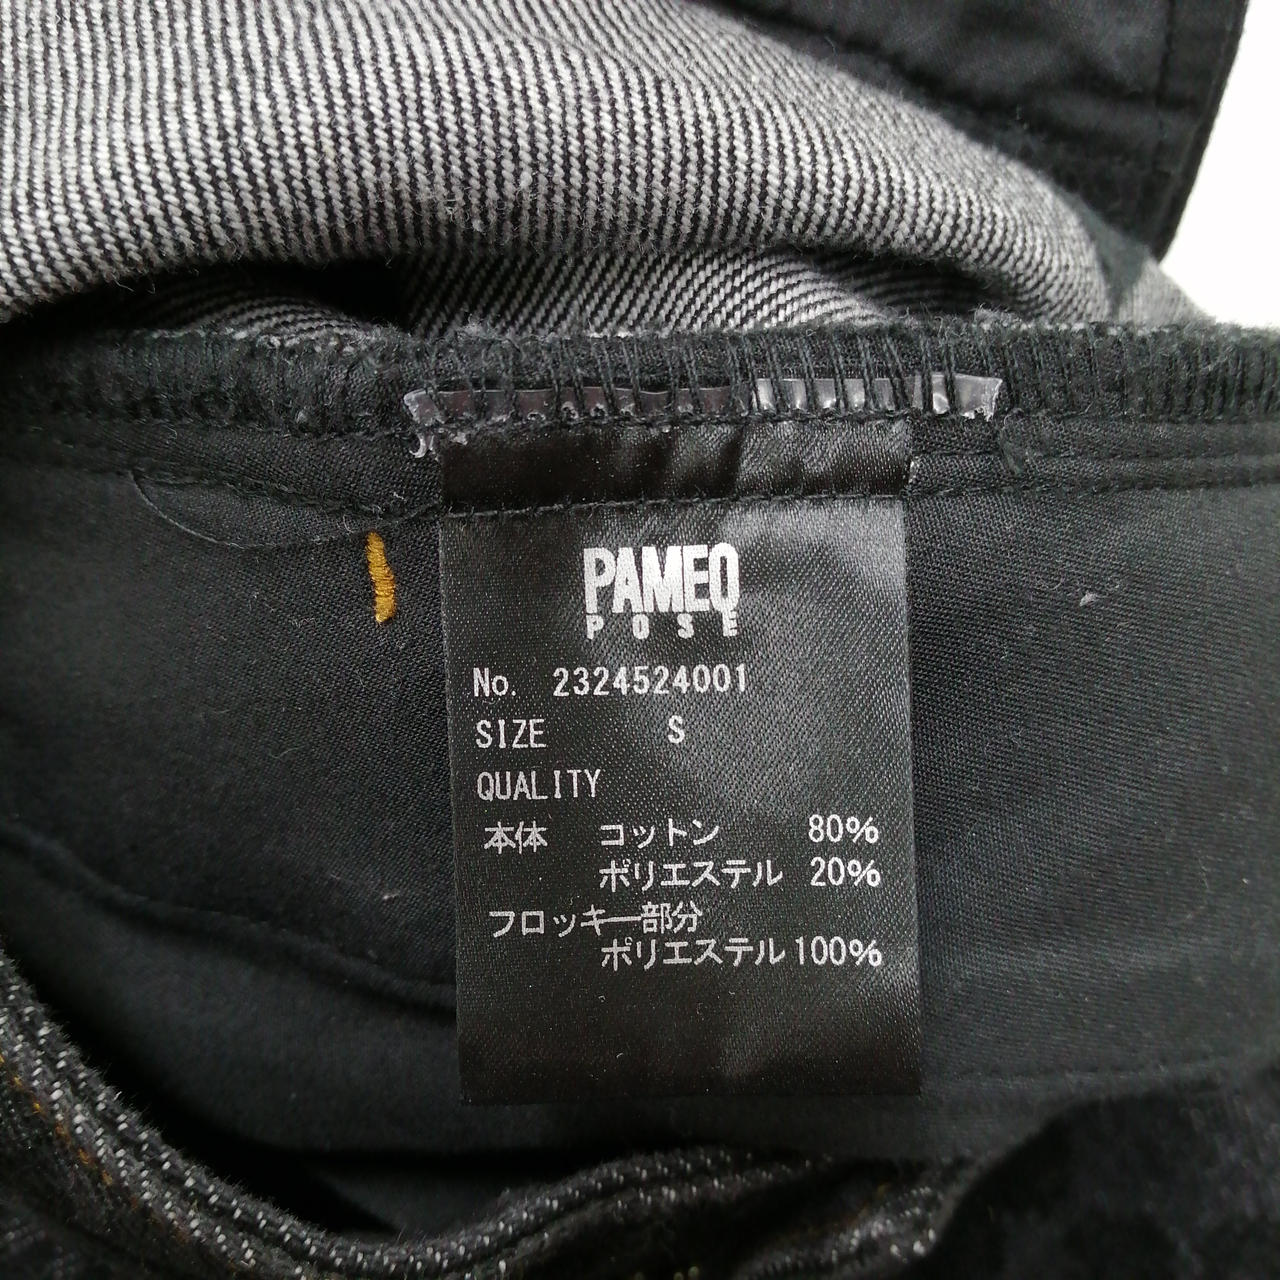 PAMEO
POSE
No. 2324524001
SIZE S
QUALITY
本体 コットン 80%
ポリエステル 20%
フロッキー部分
ポリエステル 100%